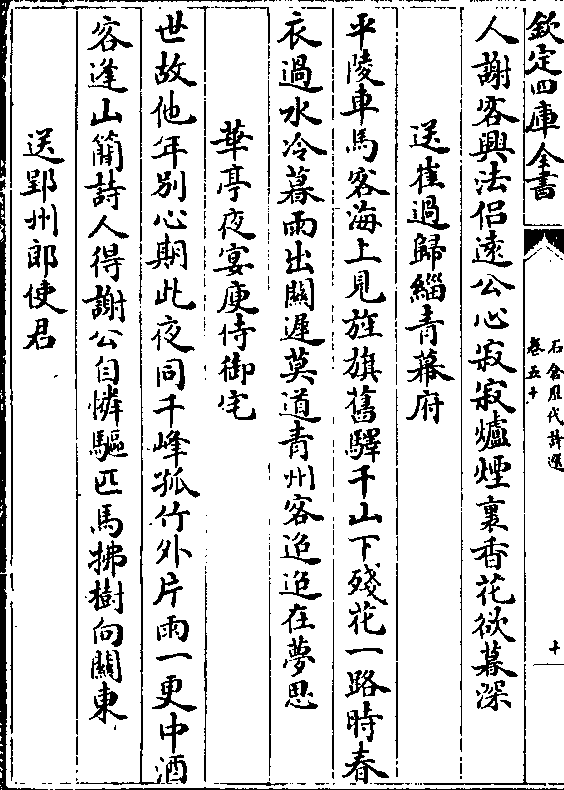 欽定四庫全書
石倉歷代詩選
卷五十
十
人謝客興法侶遠公心寂寂爐煙裏香花欲暮深
送崔過歸緇青幕府
平陵車馬客海上見旌旗舊驛千山下殘花一路時春
衣過水冷暮雨出關遲莫道青州客迢迢在夢思
華亭夜宴庾侍御宅
世故他年別心期此夜同千峰孤竹外片雨一更中酒
客逢山簡詩人得謝公自憐驅匹馬拂樹向關東
送郢州郎使君